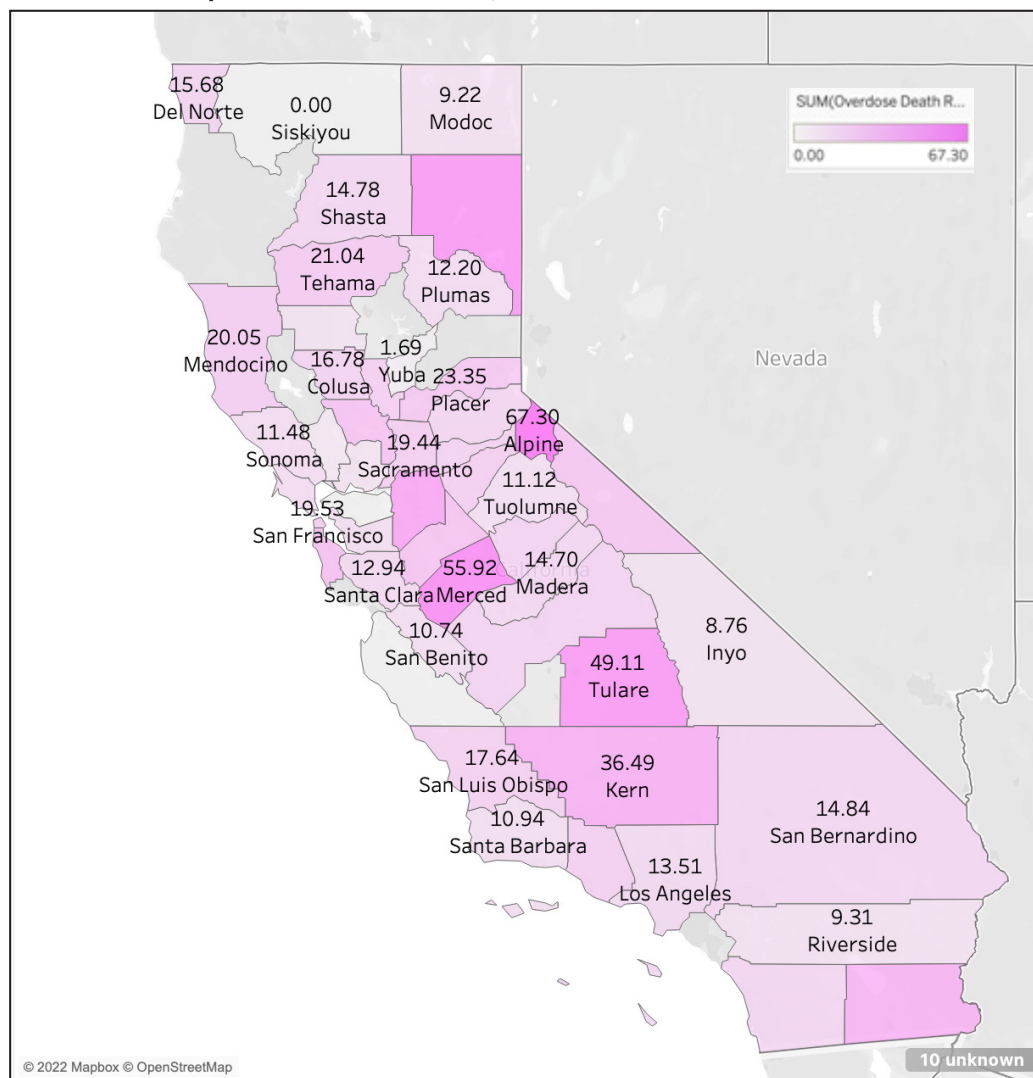 15.68
Del Norte
0.00
Siskiyou
9.22
Modoc
SUM(Overdose Death R...
0.00 67.30
14.78
Shasta
21.04
Tehama
12.20
Plumas
20.05
Mendocino
1.69
Yuba
16.78
Colusa
23.35
Placer
Nevada
67.30
Alpine
11.48
Sonoma
19.44
Sacramento
11.12
Tuolumne
19.53
San Francisco
12.94
Santa Clara
55.92
Merced
14.70
Madera
10.74
San Benito
8.76
Inyo
49.11
Tulare
17.64
San Luis Obispo
36.49
Kern
10.94
Santa Barbara
14.84
San Bernardino
13.51
Los Angeles
9.31
Riverside
© 2022 Mapbox © OpenStreetMap
10 unknown